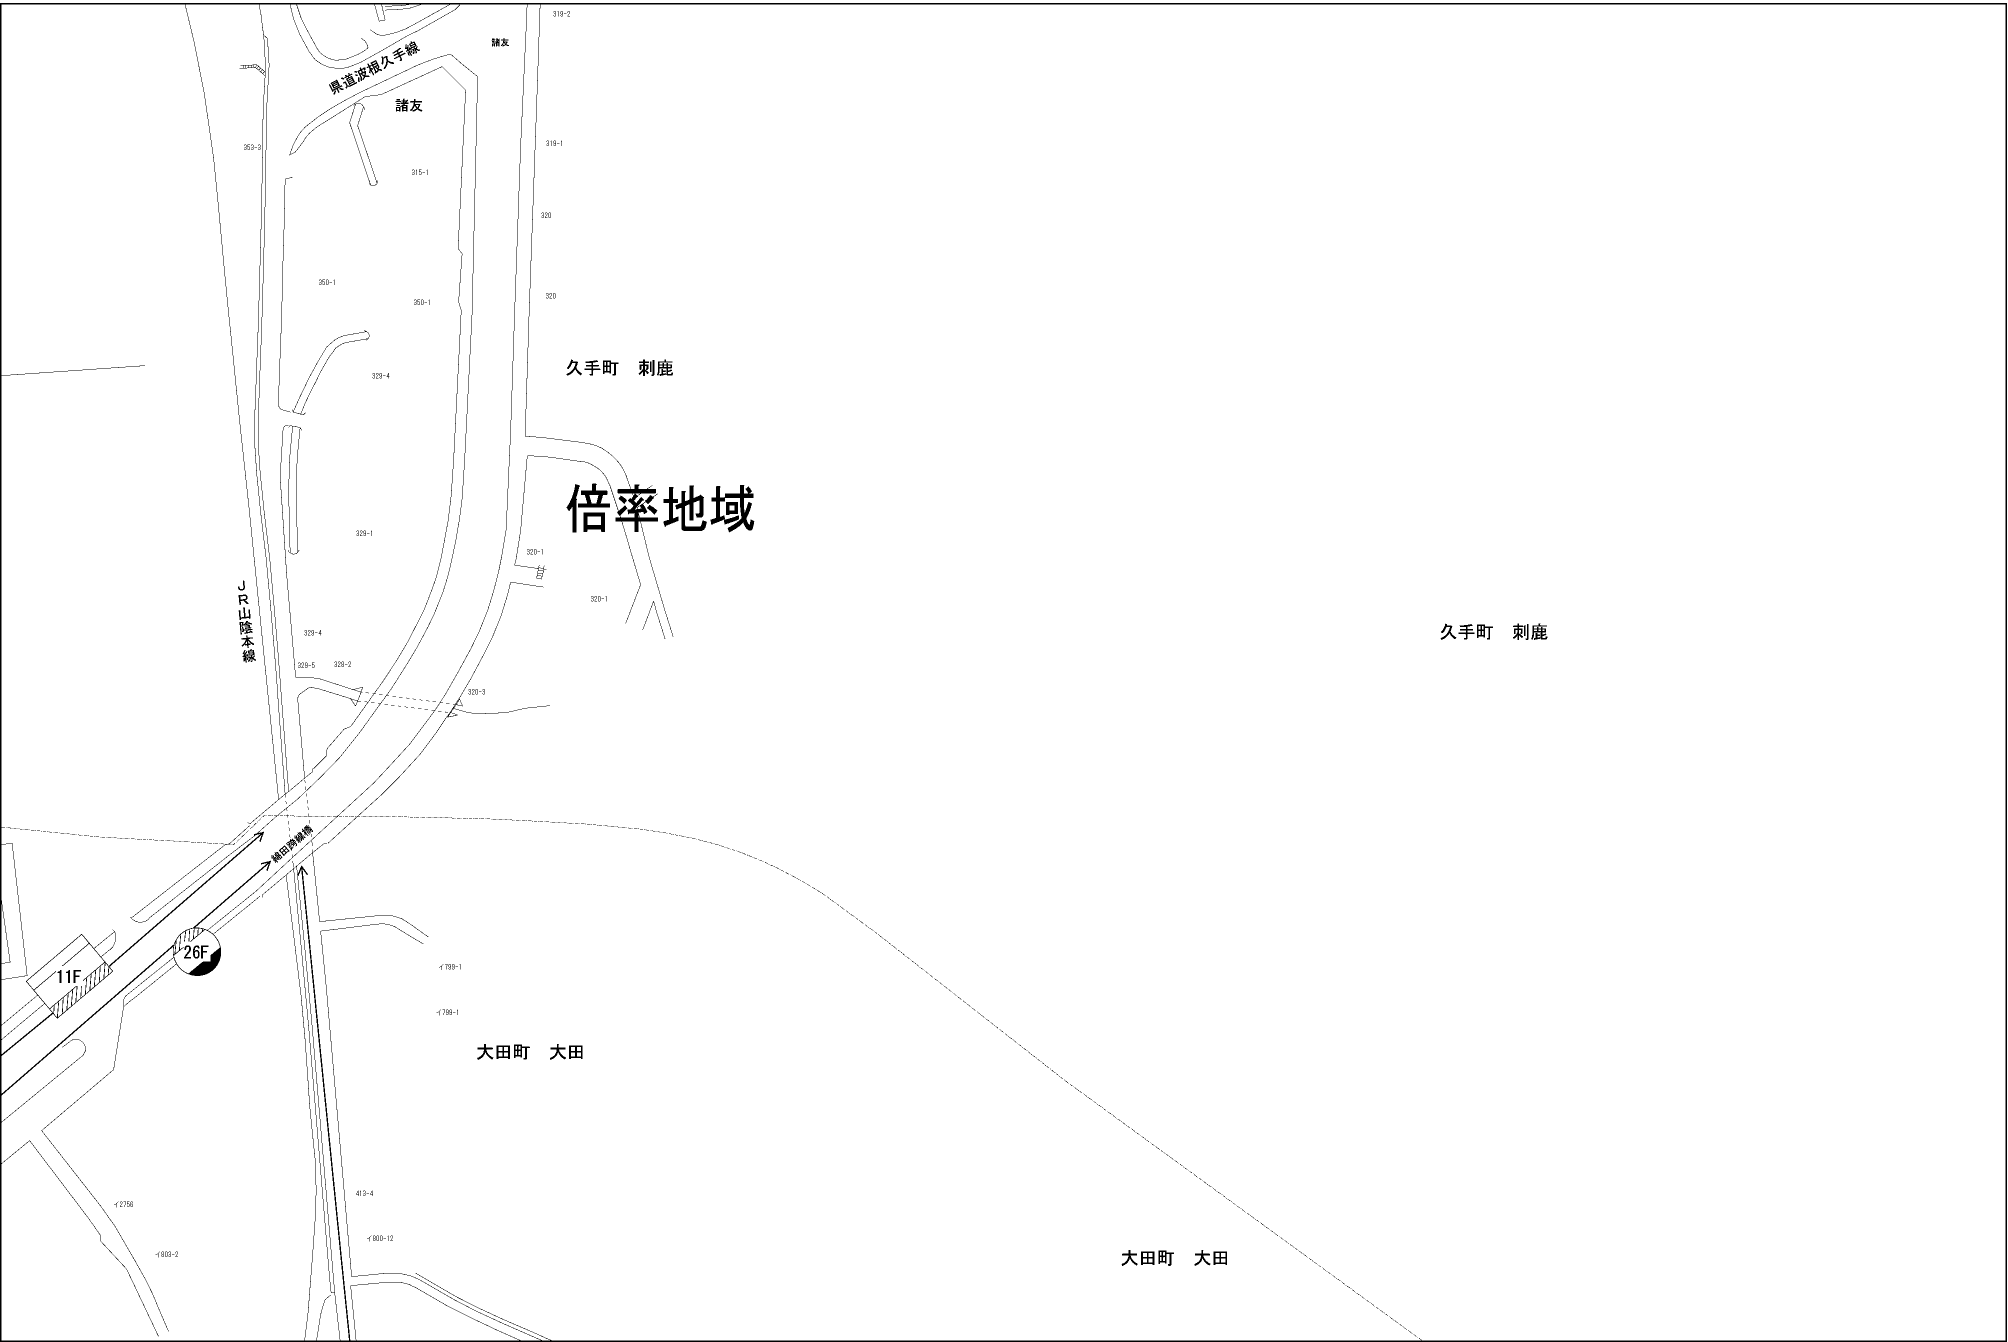 319-2
諸友
県道波根久手線
諸友
353-3
319-1
315-1
320
350-1
350-1
320
久手町 刺鹿
329-4
倍率地域
329-1
320-1
320-1
JR山陰本線
329-4
久手町 刺鹿
329-5
329-2
320-3
綿田跨線橋
26F
11F
イ799-1
イ799-1
大田町 大田
413-4
イ2756
イ800-12
イ803-2
大田町 大田